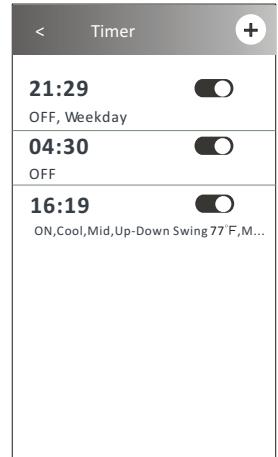 < Timer +
21:29
OFF, Weekday
04:30
OFF
16:19
ON,Cool,Mid,Up-Down Swing 77°F,M...